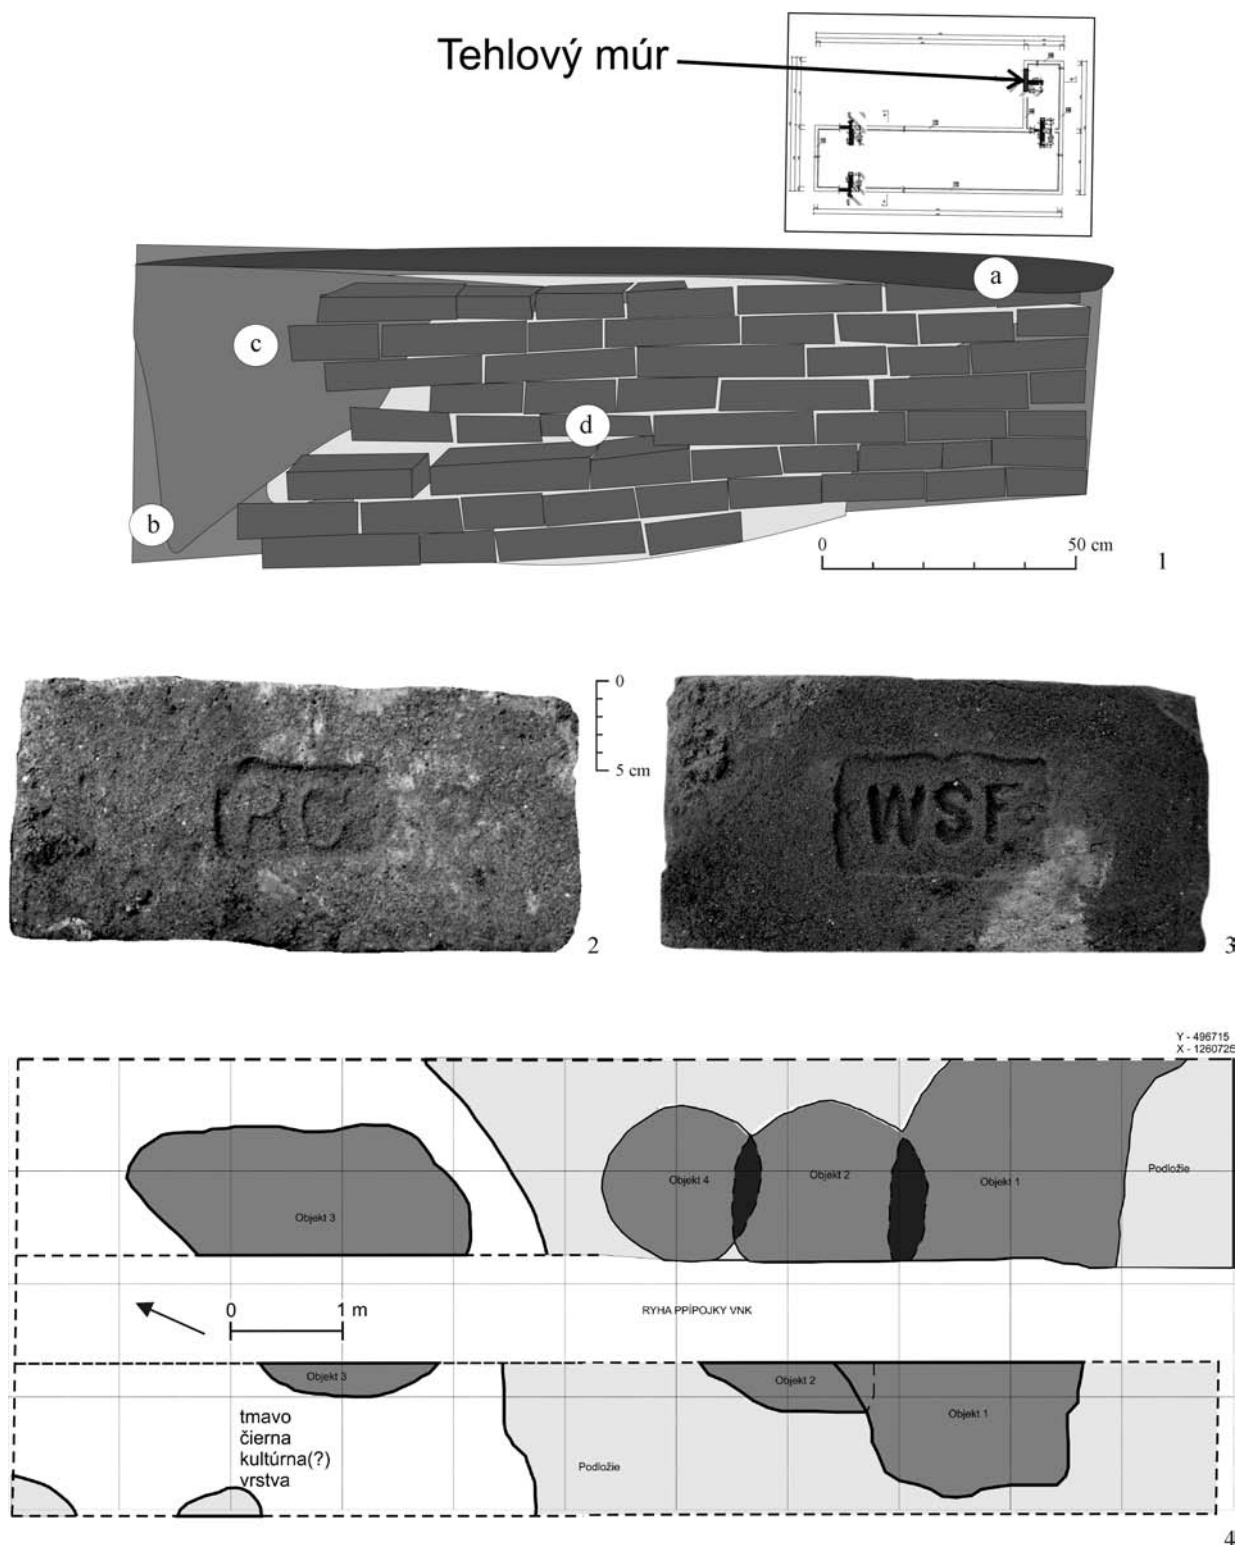 Tehlový múr
a
c
d
b
0 50 cm
1
0
5 cm
RC
2
WSF
3
Y - 496715
X - 1260725
Objekt 4
Objekt 2
Objekt 1
Podložie
Objekt 3
0 1 m
RYHA PPÍPOJKY VNK
Objekt 3
Objekt 2
Objekt 1
tmavo
čierna
kultúrna(?)
vrstva
Podložie
4